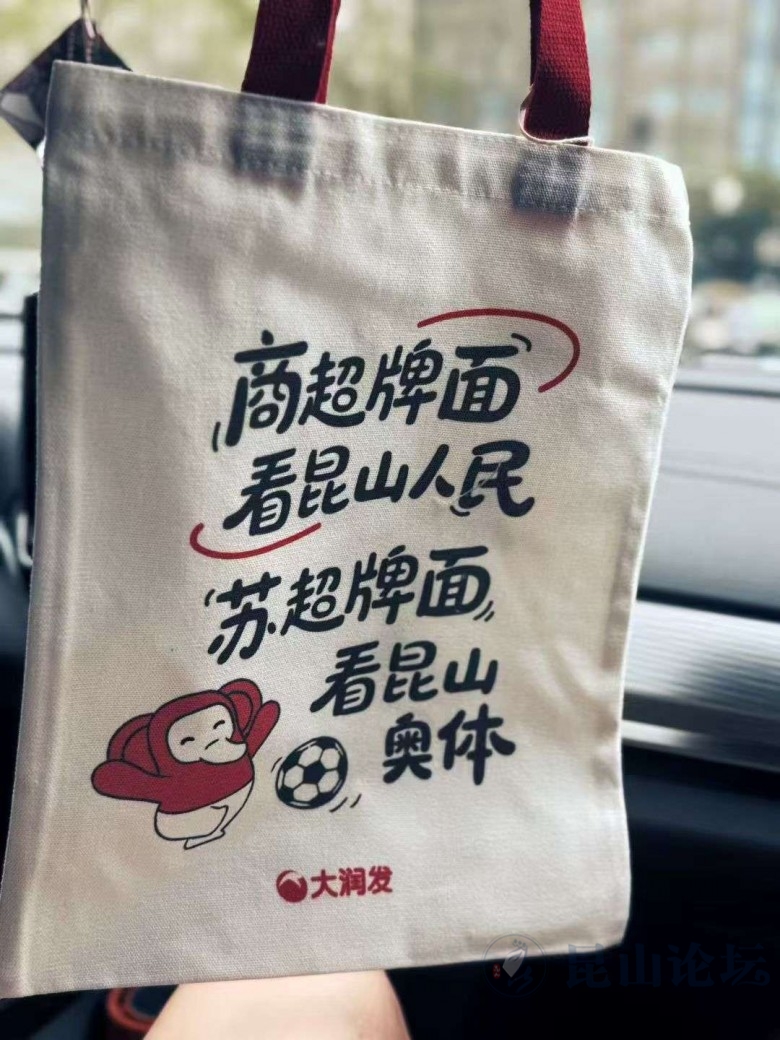 商超牌面
看昆山人民
苏超牌面
看昆山
奥体
大润发
昆山论坛